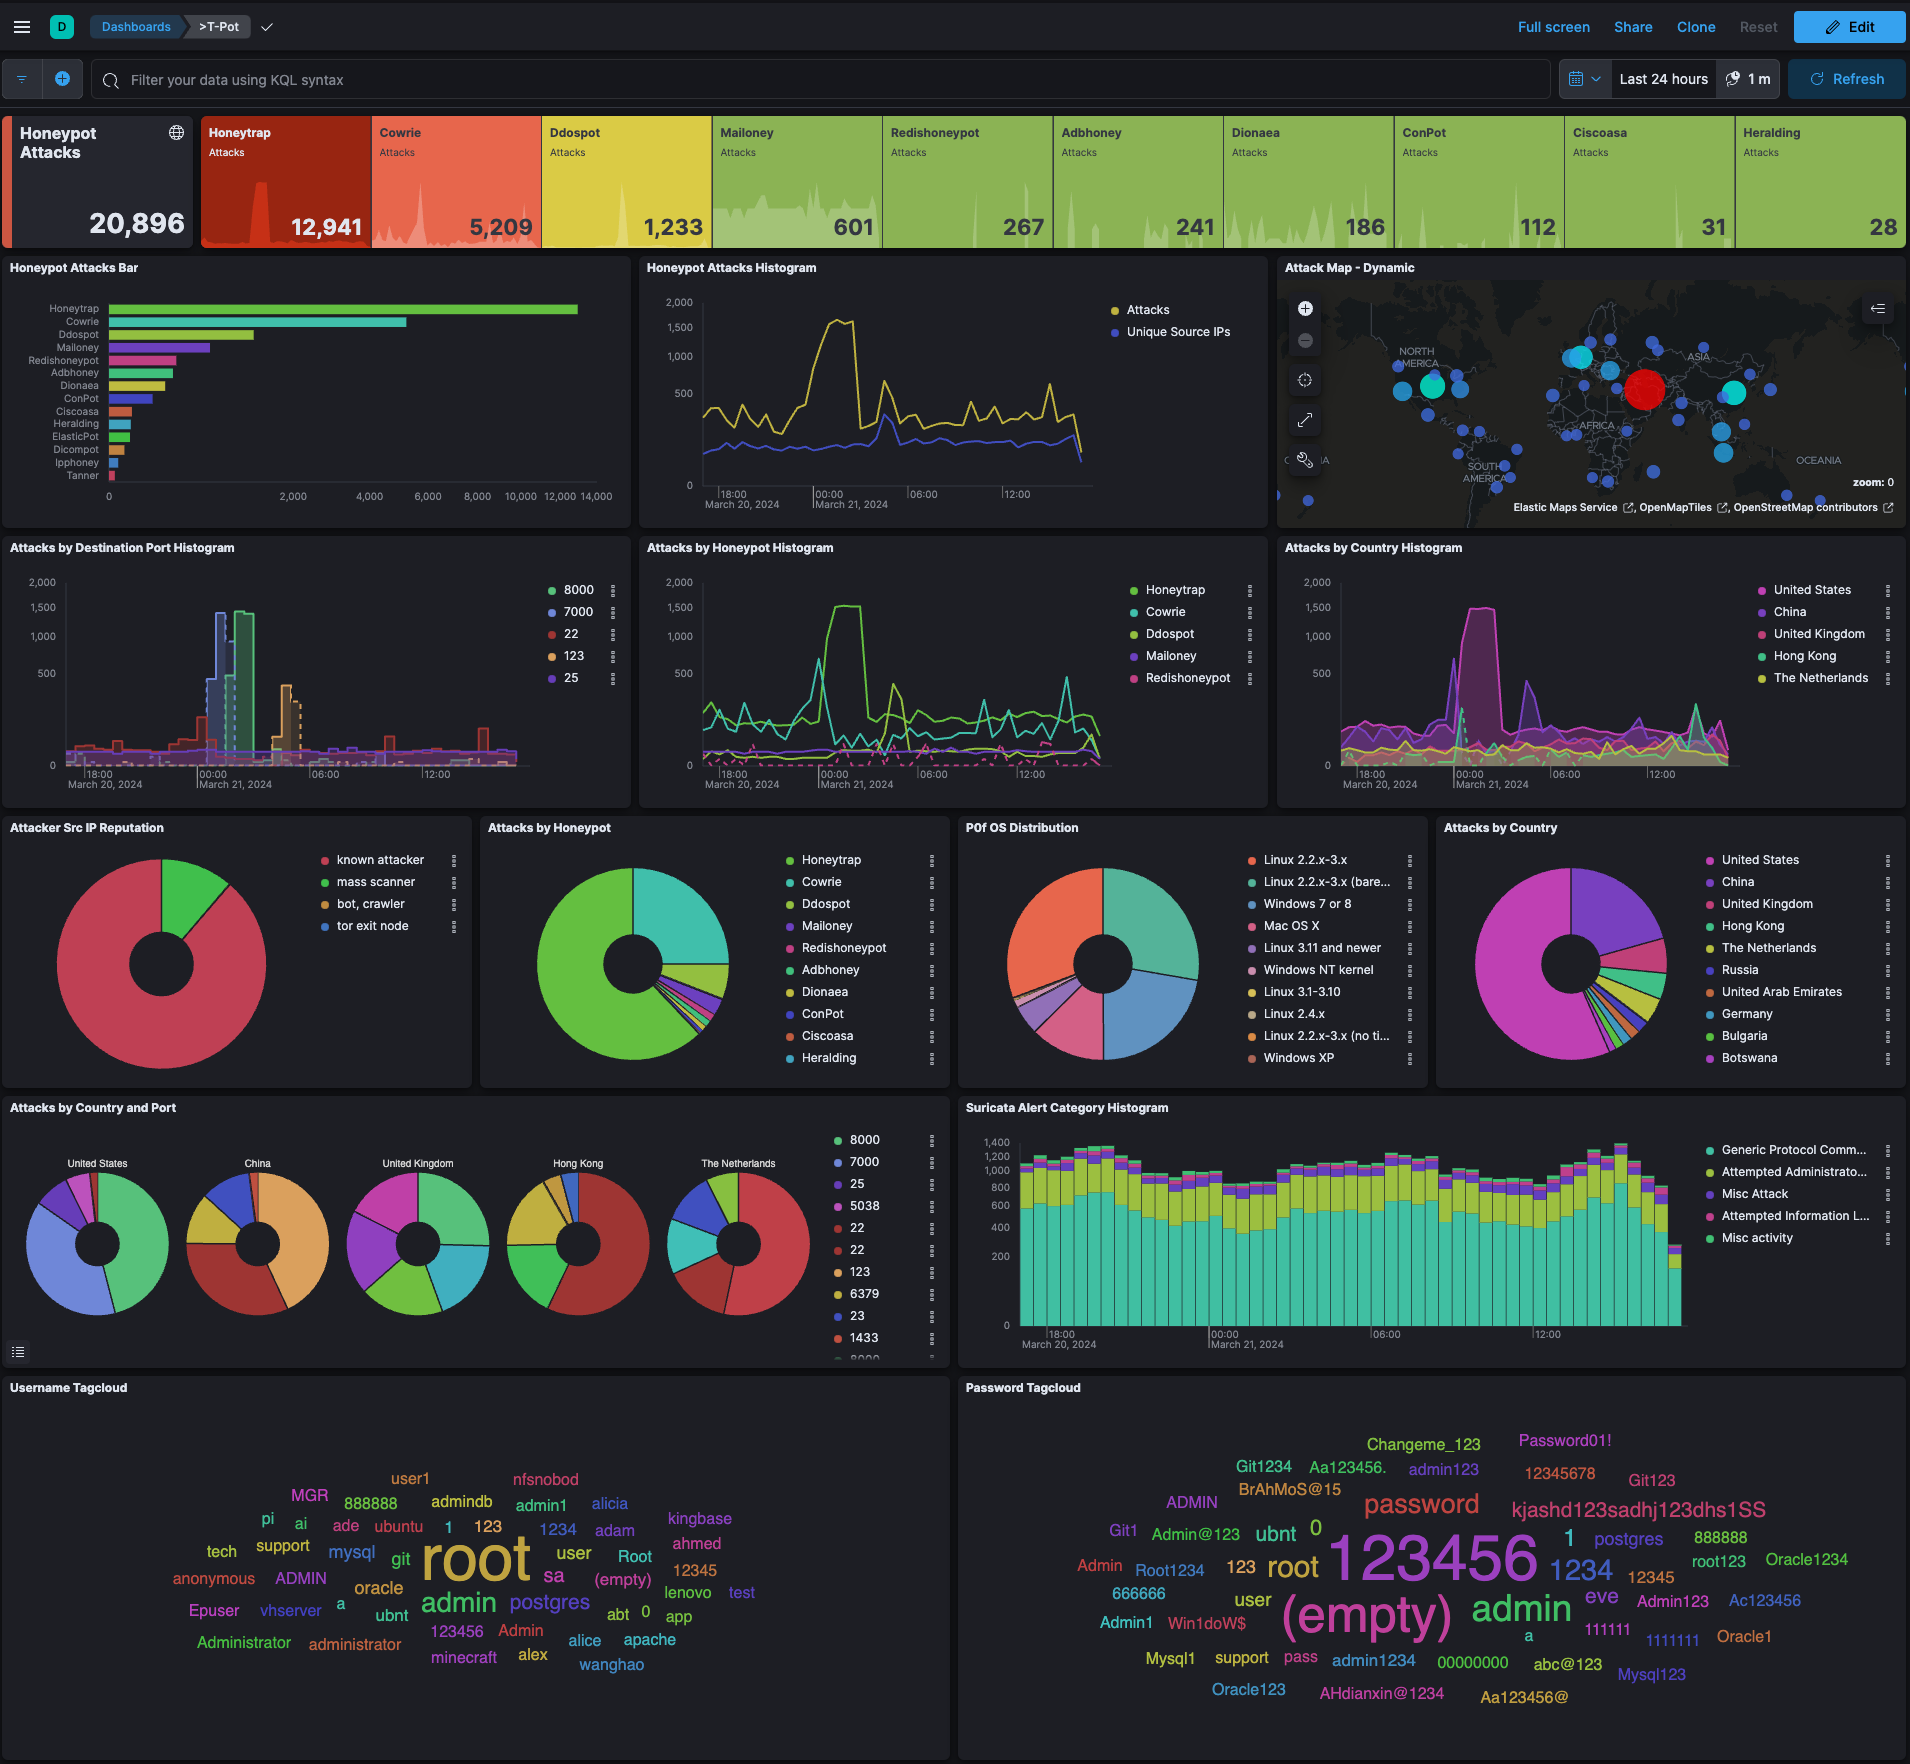 D
Dashboards
>T-Pot
Full screen
Share
Clone
Reset
Edit
Filter your data using KQL syntax
Last 24 hours
1 m
Refresh
Honeypot
Attacks
20,896
Honeytrap
Attacks
12,941
Cowrie
Attacks
5,209
Ddospot
Attacks
1,233
Mailoney
Attacks
601
Redishoneypot
Attacks
267
Adbhoney
Attacks
241
Dionaea
Attacks
186
ConPot
Attacks
112
Ciscoasa
Attacks
31
Heralding
Attacks
28
Honeypot Attacks Bar
Honeytrap
Cowrie
Ddospot
Mailoney
Redishoneypot
Adbhoney
Dionaea
ConPot
Ciscoasa
Heralding
ElasticPot
Dicompot
Ipphoney
Tanner
0 2,000 4,000 6,000 8,000 10,000 12,000 14,000
Honeypot Attacks Histogram
2,000
1,500
1,000
500
0
18:00 00:00 06:00 12:00
March 20, 2024 March 21, 2024
Attacks
Unique Source IPs
Attack Map - Dynamic
NORTH
AMERICA
ASIA
AFRICA
SOUTH
AMERICA
OCEANIA
zoom: 0
Elastic Maps Service , OpenMapTiles , OpenStreetMap contributors
Attacks by Destination Port Histogram
2,000
1,500
1,000
500
0
18:00 00:00 06:00 12:00
March 20, 2024 March 21, 2024
8000
7000
22
123
25
Attacks by Honeypot Histogram
2,000
1,500
1,000
500
0
18:00 00:00 06:00 12:00
March 20, 2024 March 21, 2024
Honeytrap
Cowrie
Ddospot
Mailoney
Redishoneypot
Attacks by Country Histogram
2,000
1,500
1,000
500
0
18:00 00:00 06:00 12:00
March 20, 2024 March 21, 2024
United States
China
United Kingdom
Hong Kong
The Netherlands
Attacker Src IP Reputation
known attacker
mass scanner
bot, crawler
tor exit node
Attacks by Honeypot
Honeytrap
Cowrie
Ddospot
Mailoney
Redishoneypot
Adbhoney
Dionaea
ConPot
Ciscoasa
Heralding
P0f OS Distribution
Linux 2.2.x-3.x
Linux 2.2.x-3.x (bare...
Windows 7 or 8
Mac OS X
Linux 3.11 and newer
Windows NT kernel
Linux 3.1-3.10
Linux 2.4.x
Linux 2.2.x-3.x (no ti...
Windows XP
Attacks by Country
United States
China
United Kingdom
Hong Kong
The Netherlands
Russia
United Arab Emirates
Germany
Bulgaria
Botswana
Attacks by Country and Port
United States China United Kingdom Hong Kong The Netherlands
8000
7000
25
5038
22
22
123
6379
23
1433
8000
Suricata Alert Category Histogram
1,400
1,200
1,000
800
600
400
200
0
18:00 00:00 06:00 12:00
March 20, 2024 March 21, 2024
Generic Protocol Comm...
Attempted Administrato...
Misc Attack
Attempted Information L...
Misc activity
Username Tagcloud
user1 nfsnobod
MGR 888888 admindb admin1 alicia
pi ai ade ubuntu 1 123 1234 adam kingbase
tech support mysql git root user Root ahmed
anonymous ADMIN oracle sa (empty) 12345
Epuser vhserver a ubnt admin postgres abt 0 app lenovo test
Administrator administrator 123456 Admin alice apache
minecraft alex wanghao
Password Tagcloud
Changeme_123 Password01!
Git1234 Aa123456. admin123 12345678 Git123
ADMIN BrAhMoS@15 password kjashd123sadhj123dhs1SS
Git1 Admin@123 ubnt 0 1 postgres 888888
Admin Root1234 123 root 123456 1234 12345 root123 Oracle1234
666666 user (empty) admin eve Admin123 Ac123456
Admin1 Win1doW$ a 111111 1111111 Oracle1
Mysql1 support pass admin1234 00000000 abc@123 Mysql123
Oracle123 AHdianxin@1234 Aa123456@